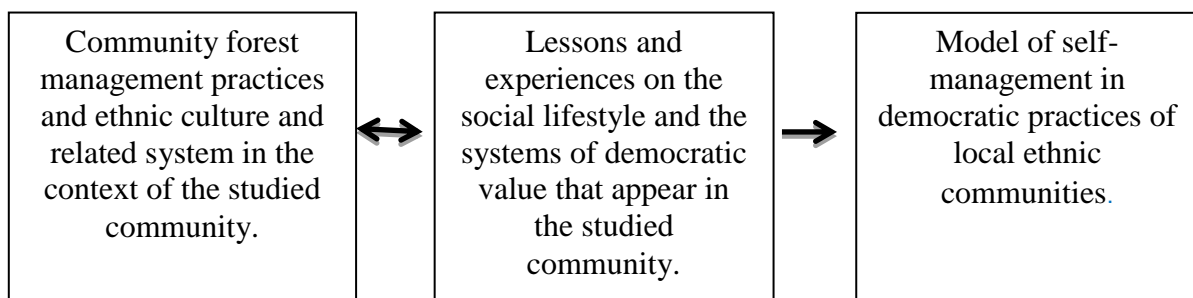 Community forest
management practices
and ethnic culture and
related system in the
context of the studied
community.
Lessons and
experiences on the
social lifestyle and the
systems of democratic
value that appear in
the studied
community.
Model of self-
management in
democratic practices of
local ethnic
communities.